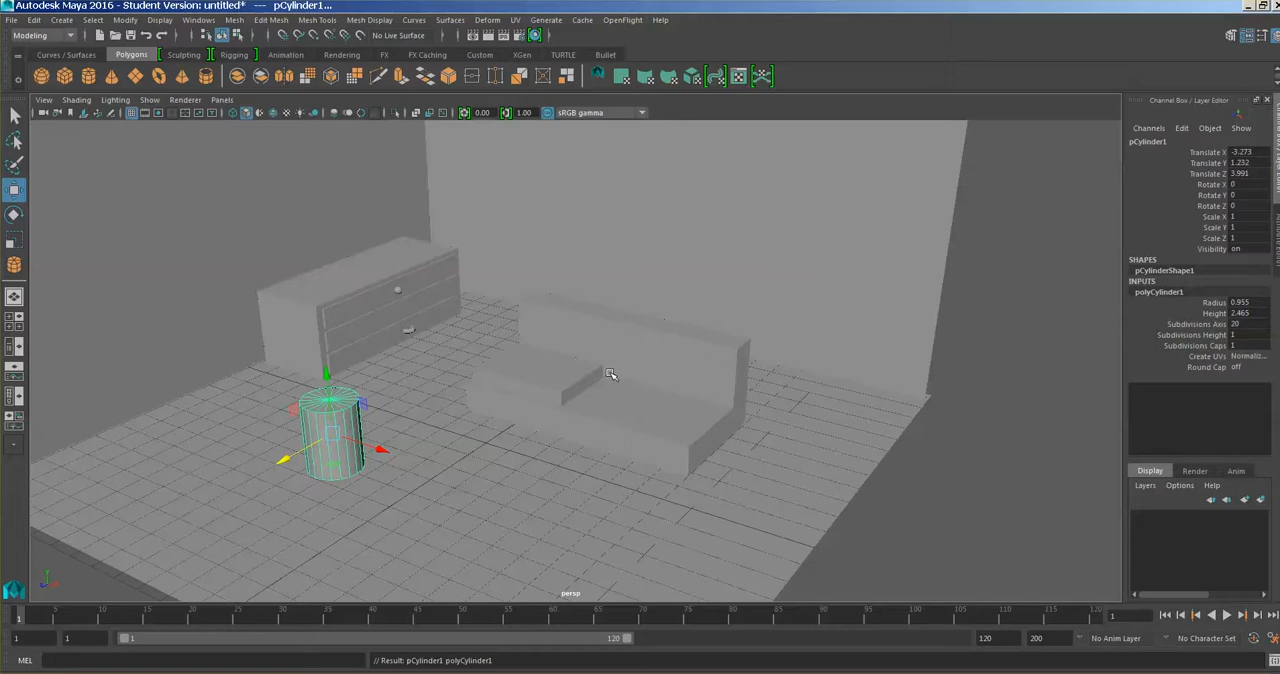 Autodesk Maya 2016 - Student Version: untitled* --- pCylinder1...
File Edit Create Select Modify Display Windows Mesh Edit Mesh Mesh Tools Mesh Display Curves Surfaces Deform UV Generate Cache OpenFlight Help
Modeling No Live Surface
Curves / Surfaces Polygons Sculpting Rigging Animation Rendering FX FX Caching Custom XGen TURTLE Bullet
View Shading Lighting Show Renderer Panels
0.00 1.00 sRGB gamma
Channel Box / Layer Editor
Channels Edit Object Show
pCylinder1
Translate X -3.273
Translate Y 1.232
Translate Z 3.991
Rotate X 0
Rotate Y 0
Rotate Z 0
Scale X 1
Scale Y 1
Scale Z 1
Visibility on
SHAPES
pCylinderShape1
INPUTS
polyCylinder1
Radius 0.955
Height 2.465
Subdivisions Axis 20
Subdivisions Height 1
Subdivisions Caps 1
Create UVs Normaliz...
Round Cap off
Display Render Anim
Layers Options Help
persp
5 10 15 20 25 30 35 40 45 50 55 60 65 70 75 80 85 90 95 100 105 110 115 120
1 1
1 1 1 120 120 200 No Anim Layer No Character Set
MEL // Result: pCylinder1 polyCylinder1